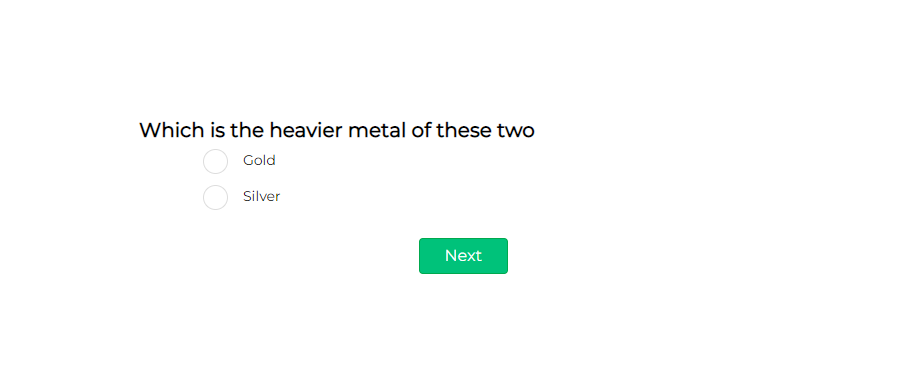 Which is the heavier metal of these two
Gold
Silver
Next